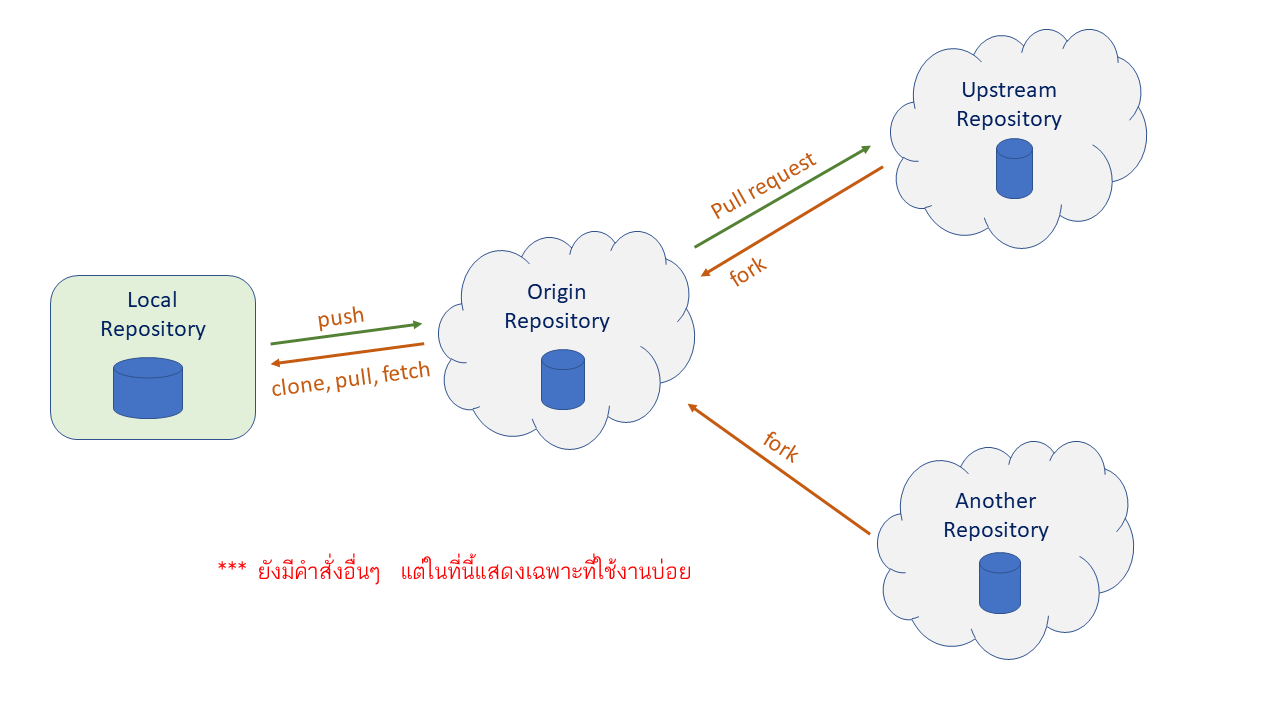 Upstream
Repository
Pull request
fork
Origin
Repository
Local
Repository
push
clone, pull, fetch
fork
Another
Repository
*** ยังมีคำสั่งอื่นๆ แต่ในที่นี้แสดงเฉพาะที่ใช้งานบ่อย